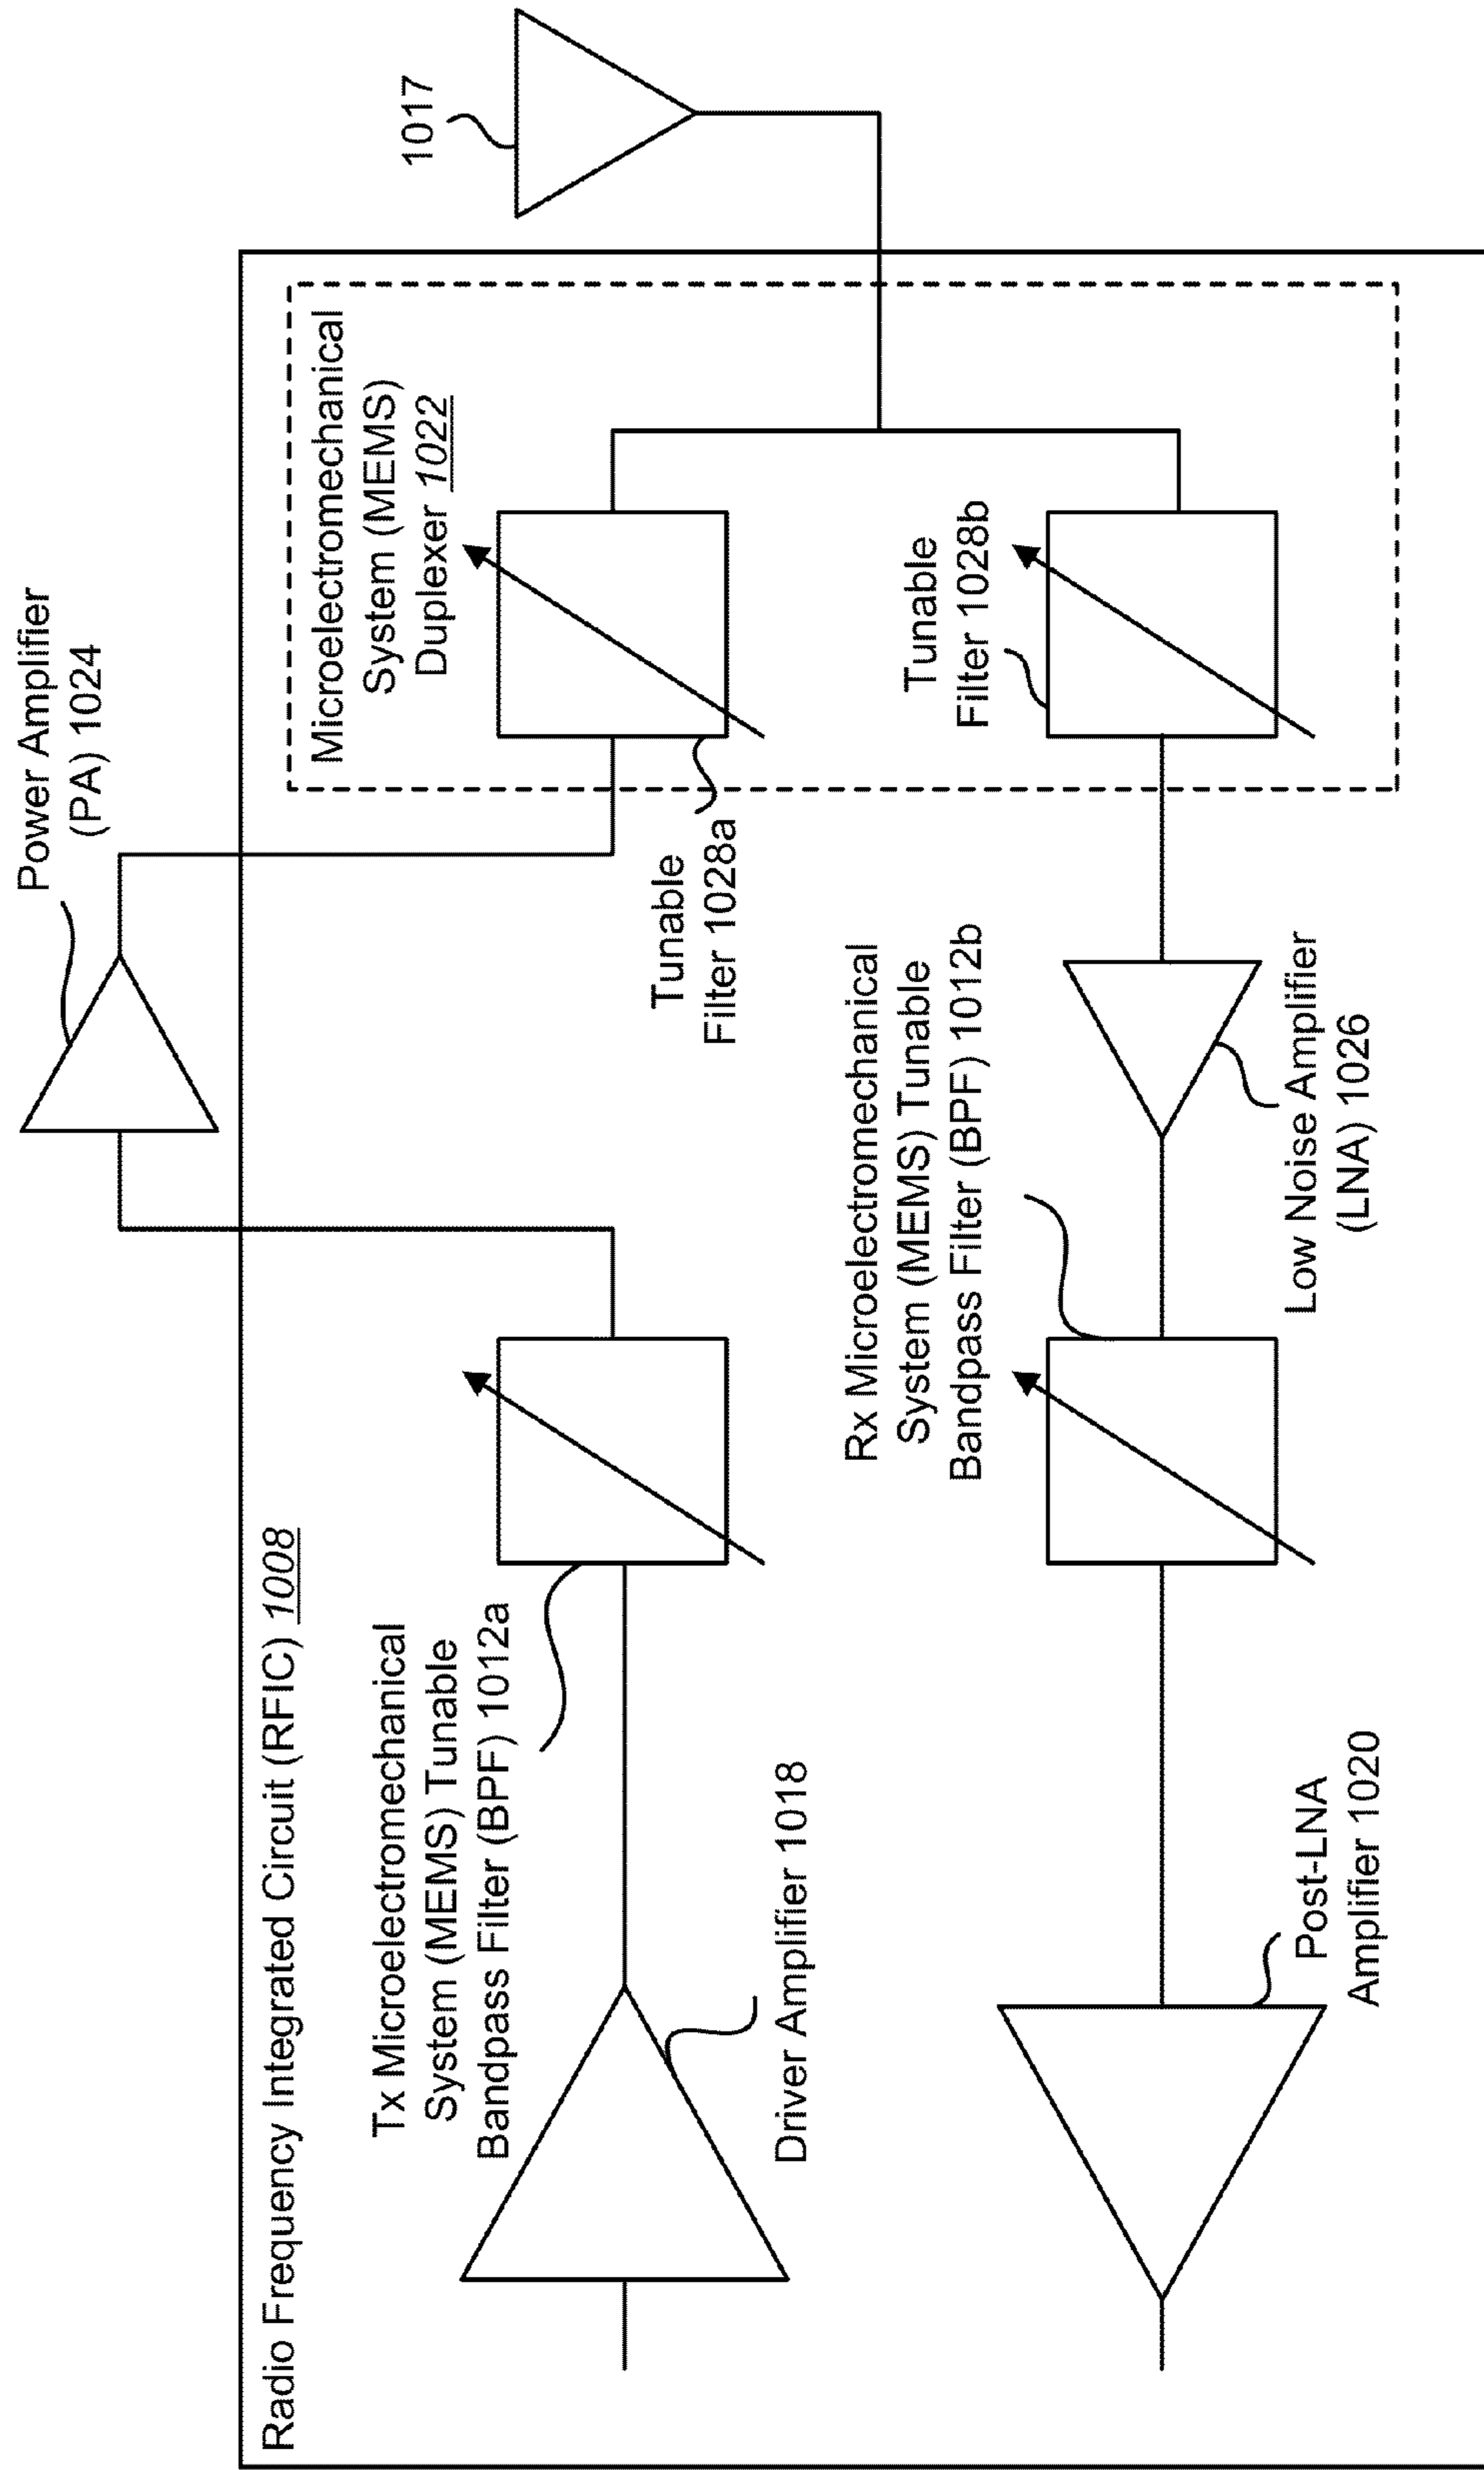 Power Amplifier
(PA) 1024
1017
Radio Frequency Integrated Circuit (RFIC) 1008
Microelectromechanical
System (MEMS)
Duplexer 1022
Tx Microelectromechanical
System (MEMS) Tunable
Bandpass Filter (BPF) 1012a
Tunable
Filter 1028a
Driver Amplifier 1018
Rx Microelectromechanical
System (MEMS) Tunable
Bandpass Filter (BPF) 1012b
Tunable
Filter 1028b
Post-LNA
Amplifier 1020
Low Noise Amplifier
(LNA) 1026